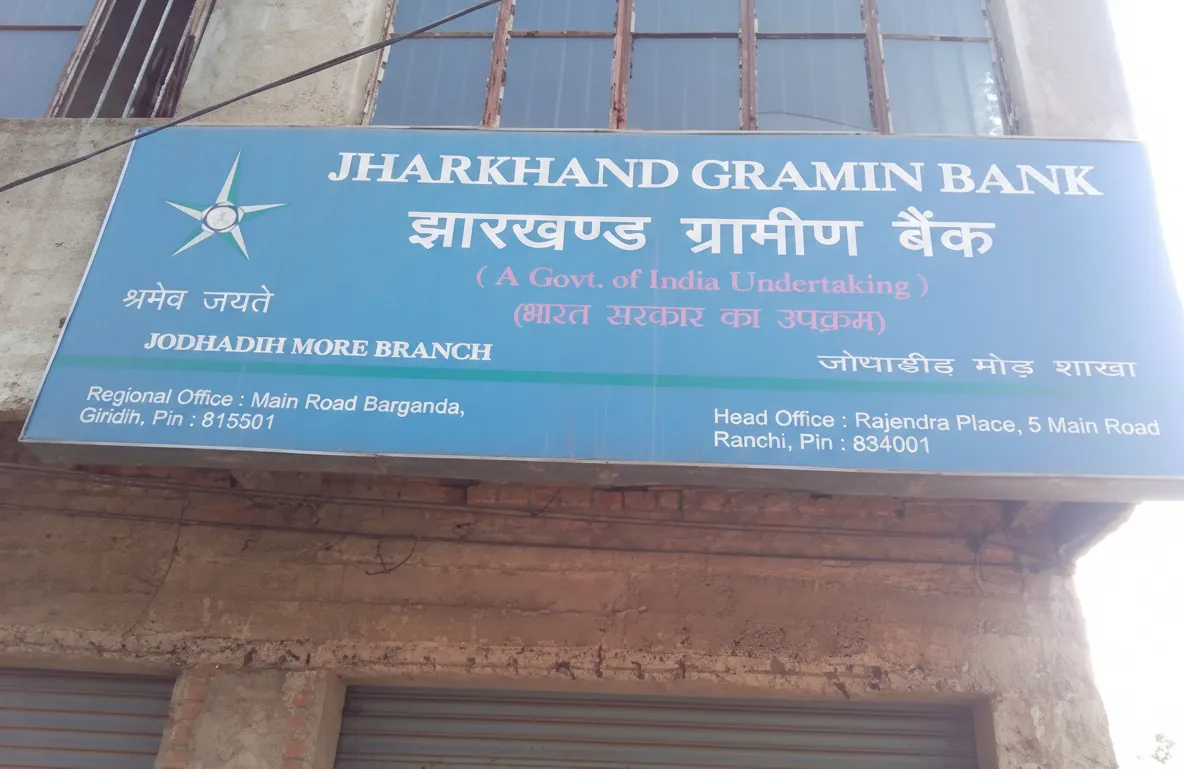 JHARKHAND GRAMIN BANK
झारखण्ड ग्रामीण बैंक
( A Govt. of India Undertaking )
(भारत सरकार का उपक्रम)
श्रमेव जयते
JODHADIH MORE BRANCH
जोधाडीह मोड़ शाखा
Regional Office : Main Road Barganda,
Giridih, Pin : 815501
Head Office : Rajendra Place, 5 Main Road
Ranchi, Pin : 834001